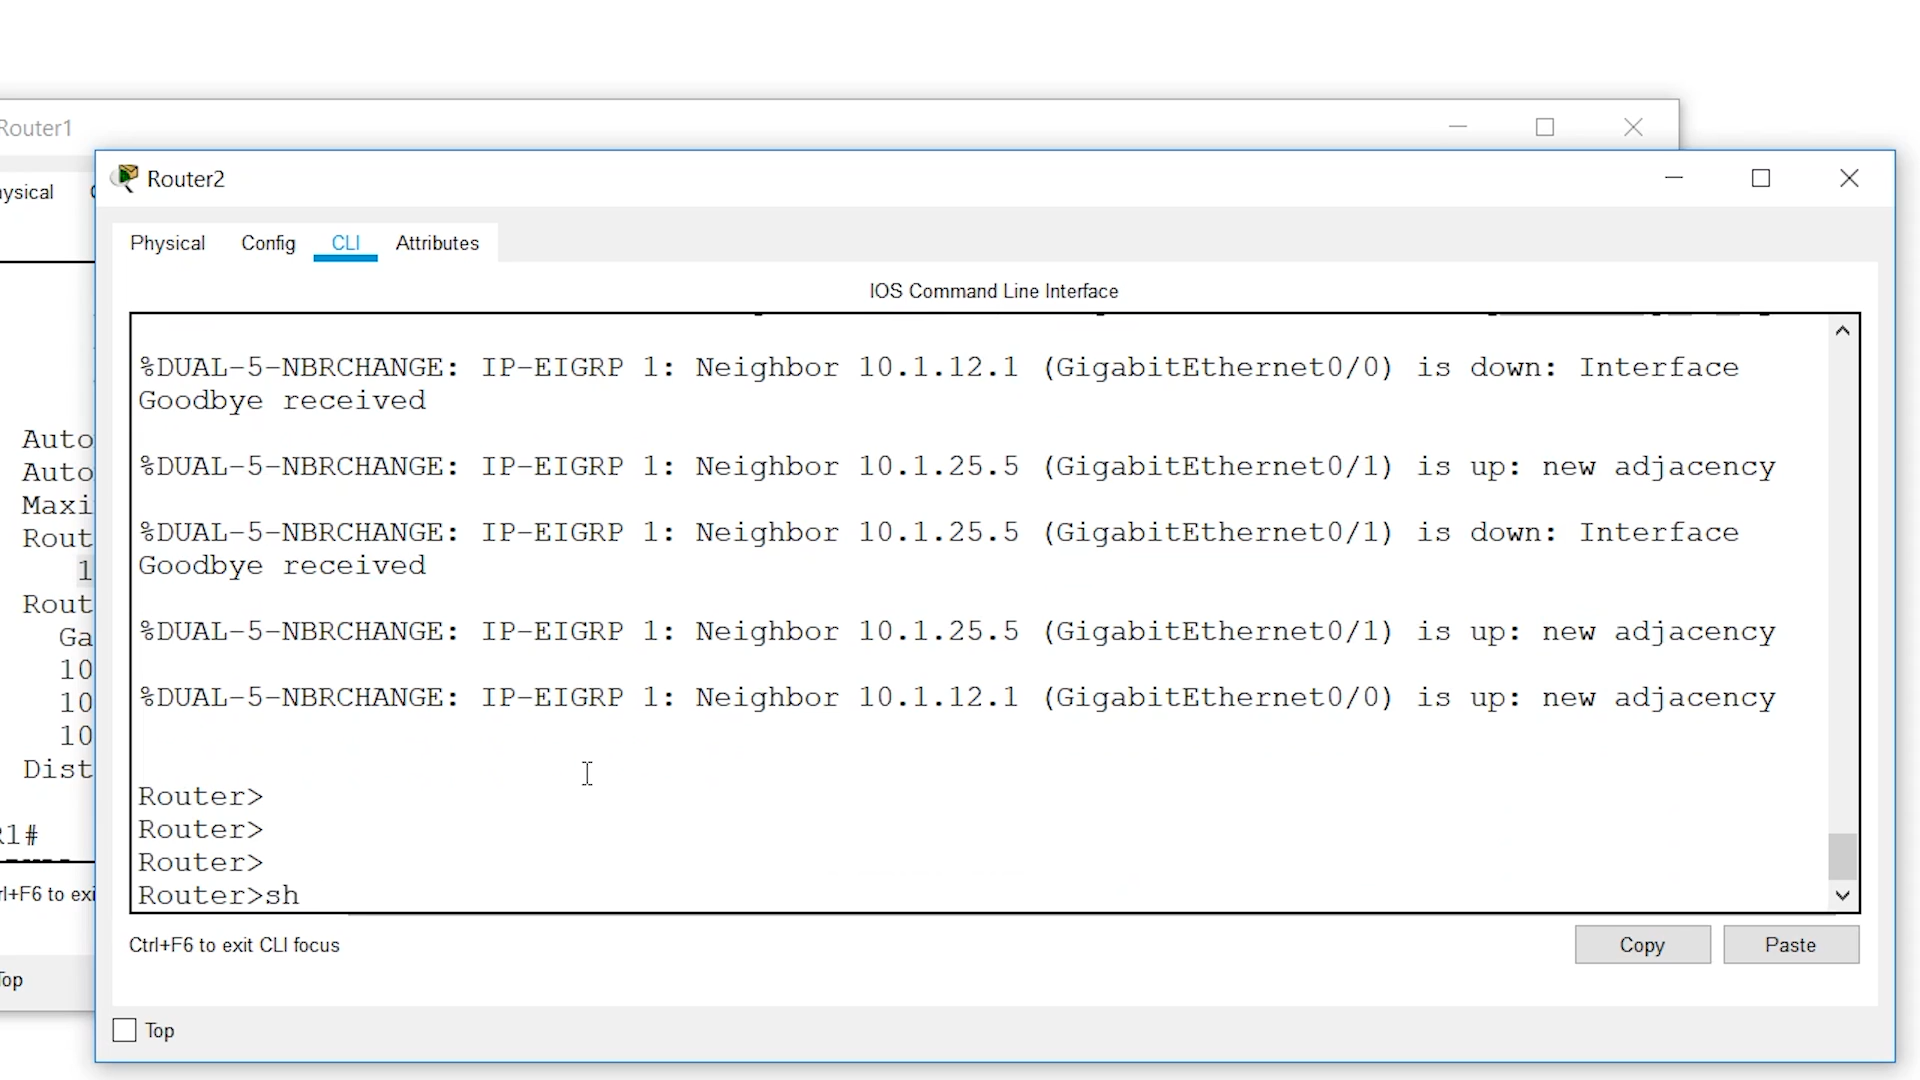 Router1
Router2
Physical Config CLI Attributes
IOS Command Line Interface
%DUAL-5-NBRCHANGE: IP-EIGRP 1: Neighbor 10.1.12.1 (GigabitEthernet0/0) is down: Interface
Goodbye received
%DUAL-5-NBRCHANGE: IP-EIGRP 1: Neighbor 10.1.25.5 (GigabitEthernet0/1) is up: new adjacency
%DUAL-5-NBRCHANGE: IP-EIGRP 1: Neighbor 10.1.25.5 (GigabitEthernet0/1) is down: Interface
Goodbye received
%DUAL-5-NBRCHANGE: IP-EIGRP 1: Neighbor 10.1.25.5 (GigabitEthernet0/1) is up: new adjacency
%DUAL-5-NBRCHANGE: IP-EIGRP 1: Neighbor 10.1.12.1 (GigabitEthernet0/0) is up: new adjacency
Router>
Router>
Router>
Router>sh
Ctrl+F6 to exit CLI focus
Copy Paste
Top
ysical
Auto
Auto
Maxi
Rout
1
Rout
Ga
10
10
10
Dist
R1#
rl+F6 to exi
Top